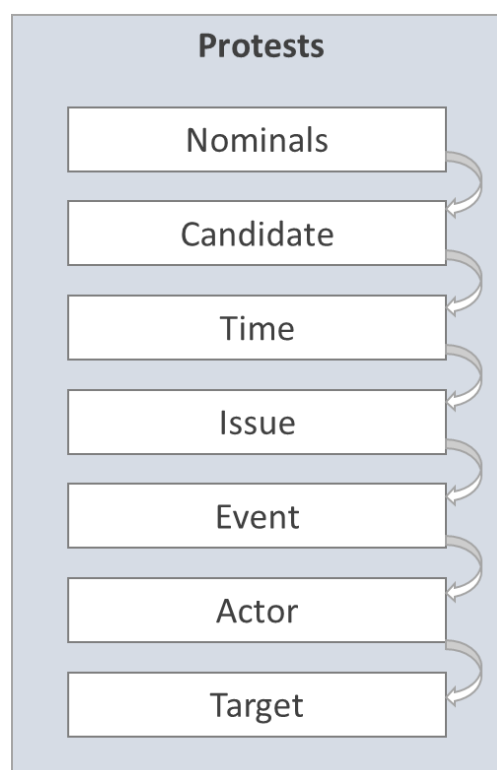 Protests
Nominals
Candidate
Time
Issue
Event
Actor
Target